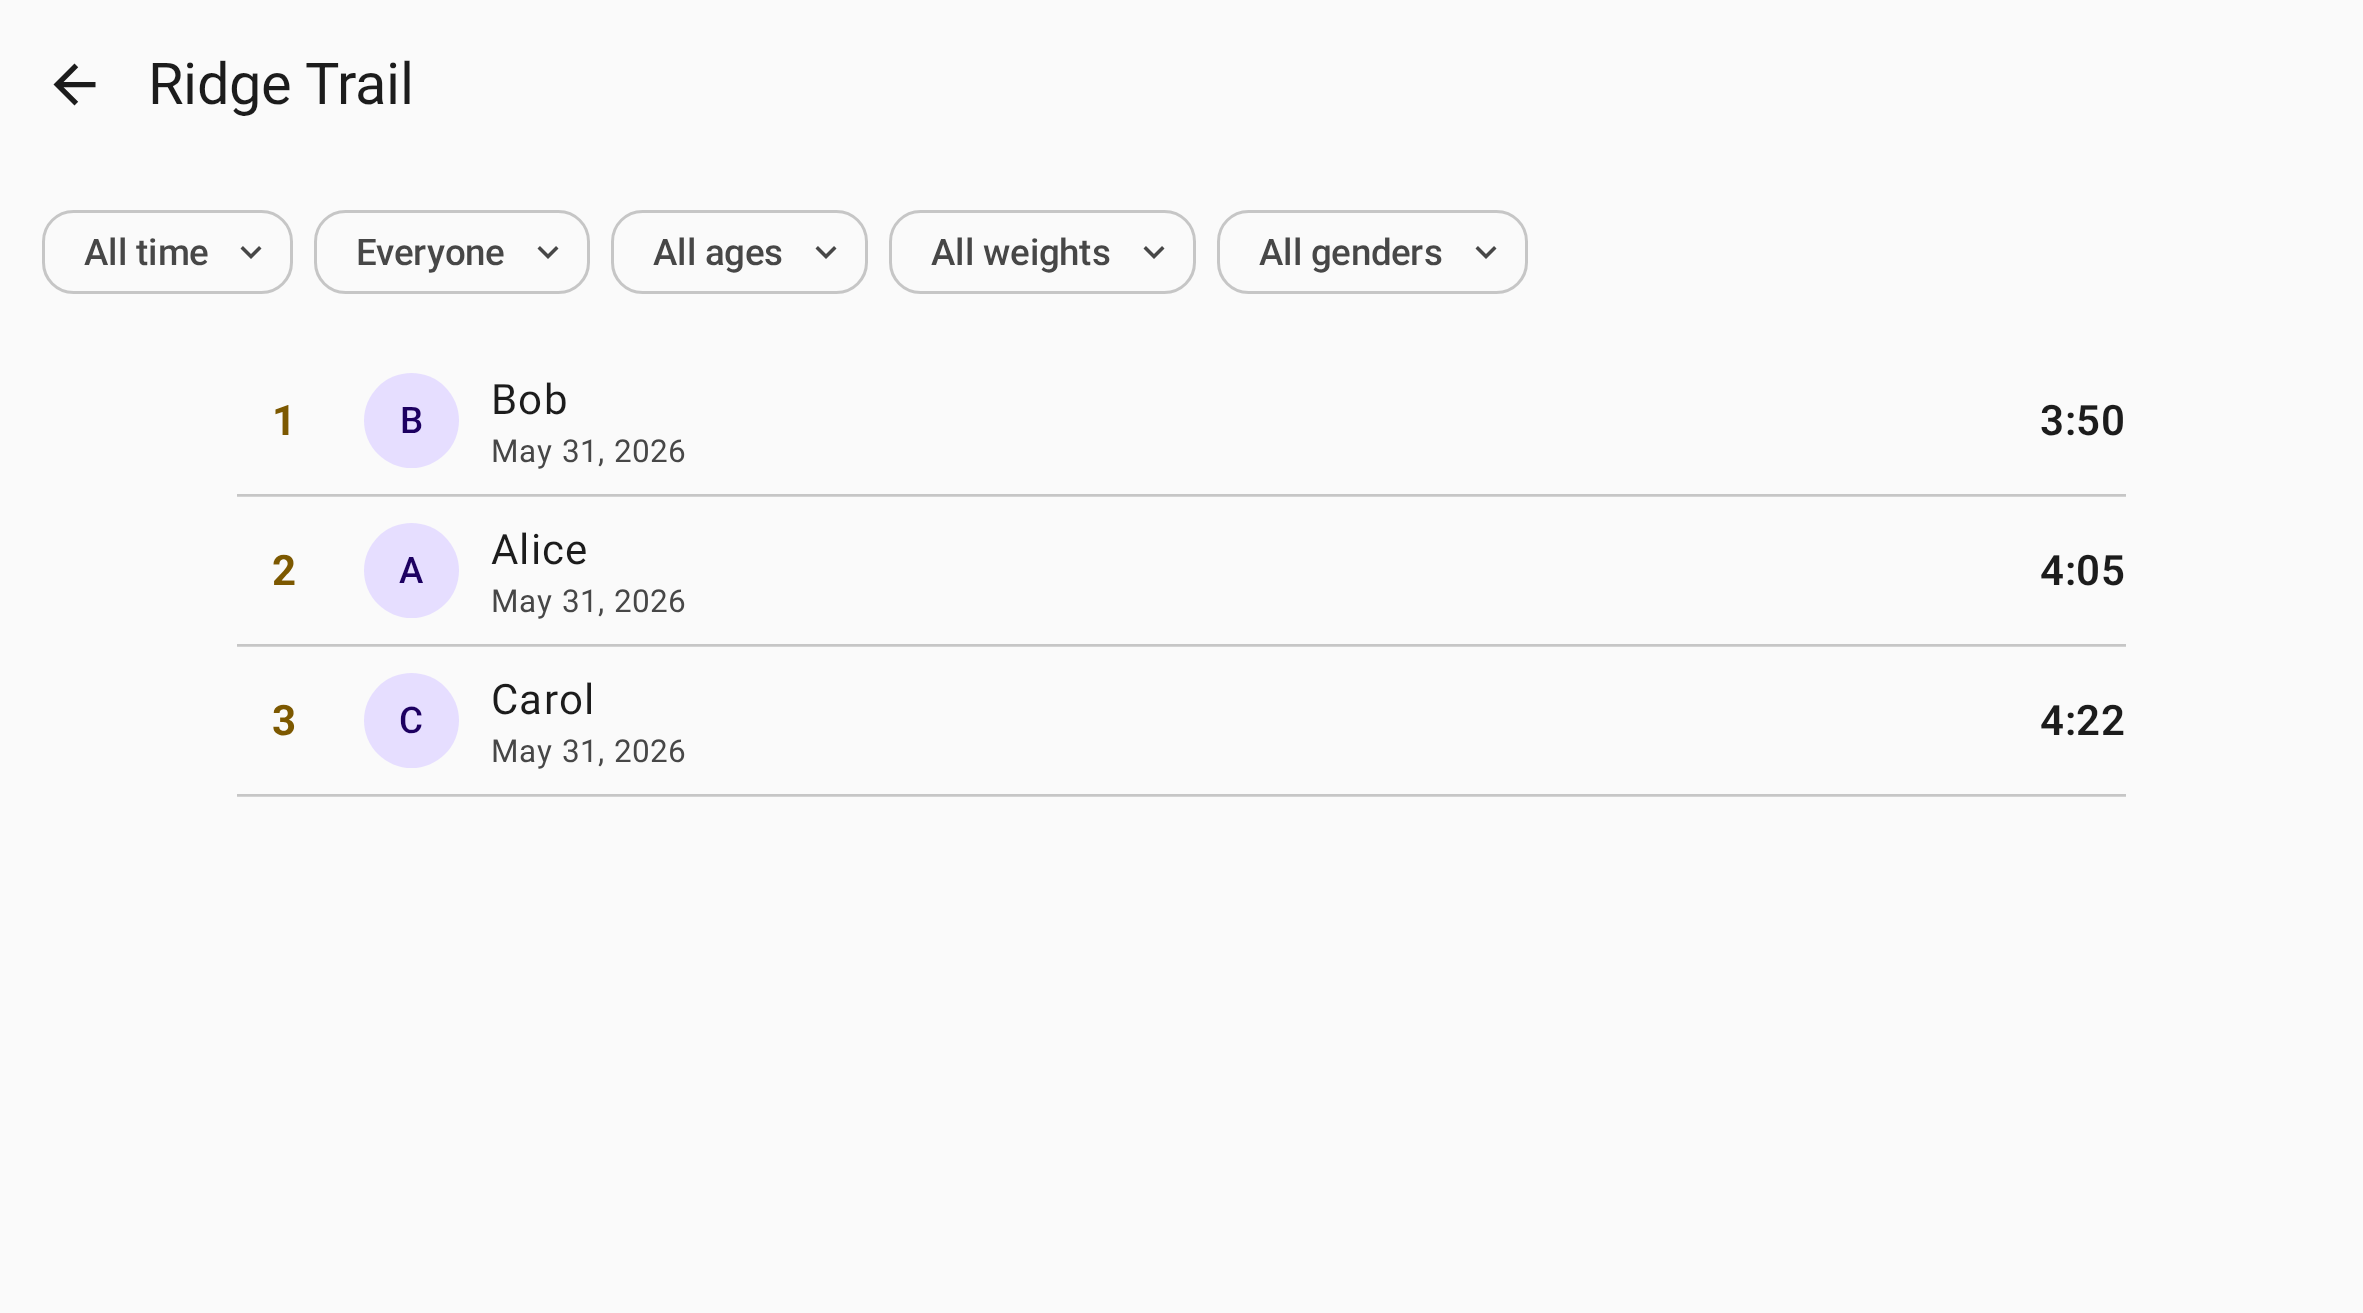 Ridge Trail
All time Everyone All ages All weights All genders
1 B Bob 3:50
May 31, 2026
2 A Alice 4:05
May 31, 2026
3 C Carol 4:22
May 31, 2026